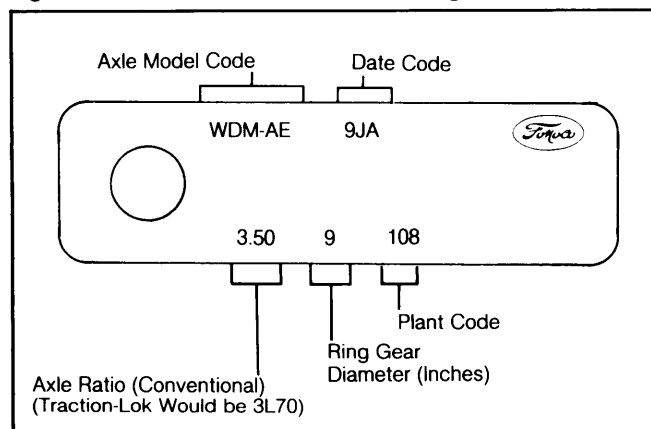 Axle Model Code
Date Code
WDM-AE 9JA
3.50 9 108
Plant Code
Ring Gear
Diameter (Inches)
Axle Ratio (Conventional)
(Traction-Lok Would be 3L70)